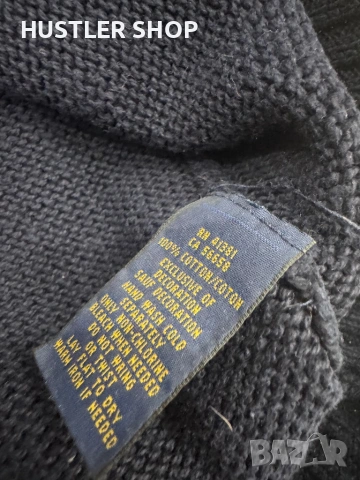 HUSTLER SHOP
RN 41381
CA 56658
100% COTTON/COTON
EXCLUSIVE OF
DECORATION
SAUF DECORATION
HAND WASH COLD
SEPARATELY
ONLY NON-CHLORINE
BLEACH WHEN NEEDED
DO NOT WRING
OR TWIST
LAY FLAT TO DRY
WARM IRON IF NEEDED
BAZAR
bg